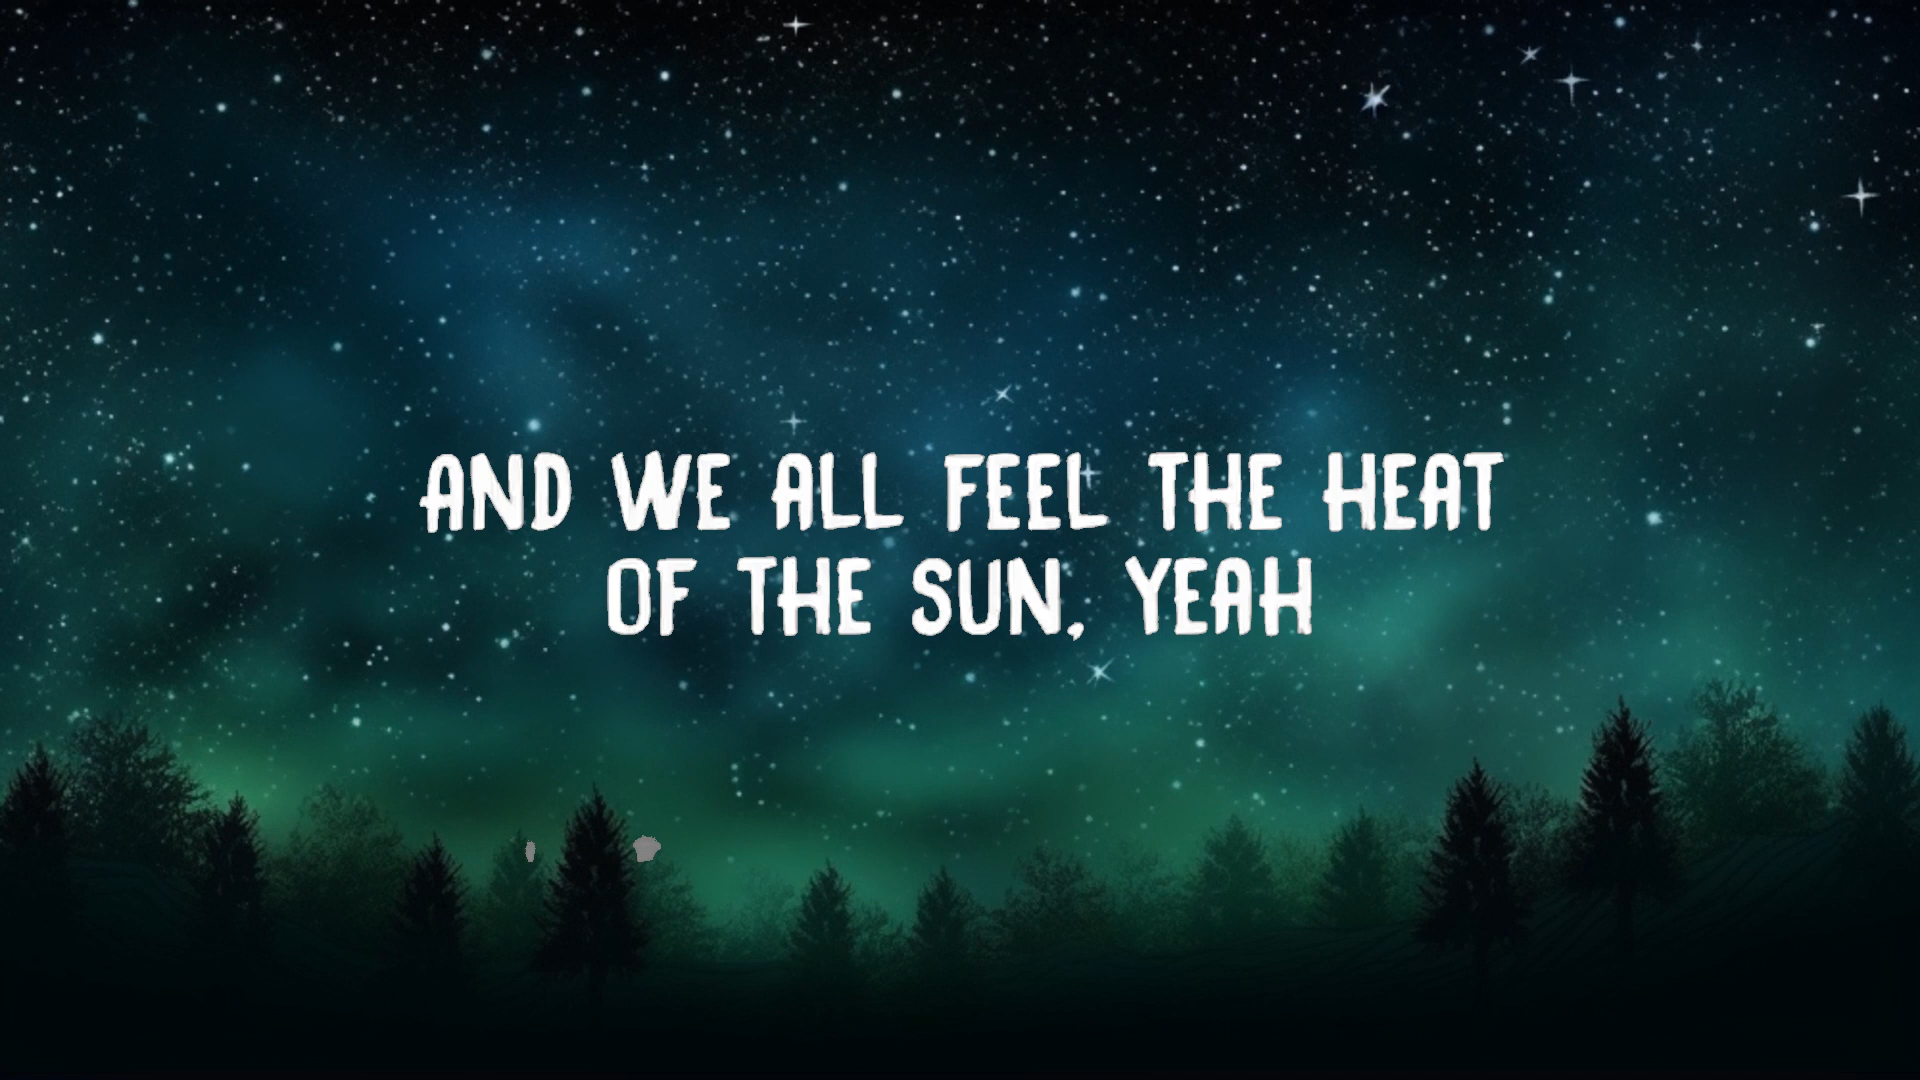 AND WE ALL FEEL THE HEAT
OF THE SUN, YEAH